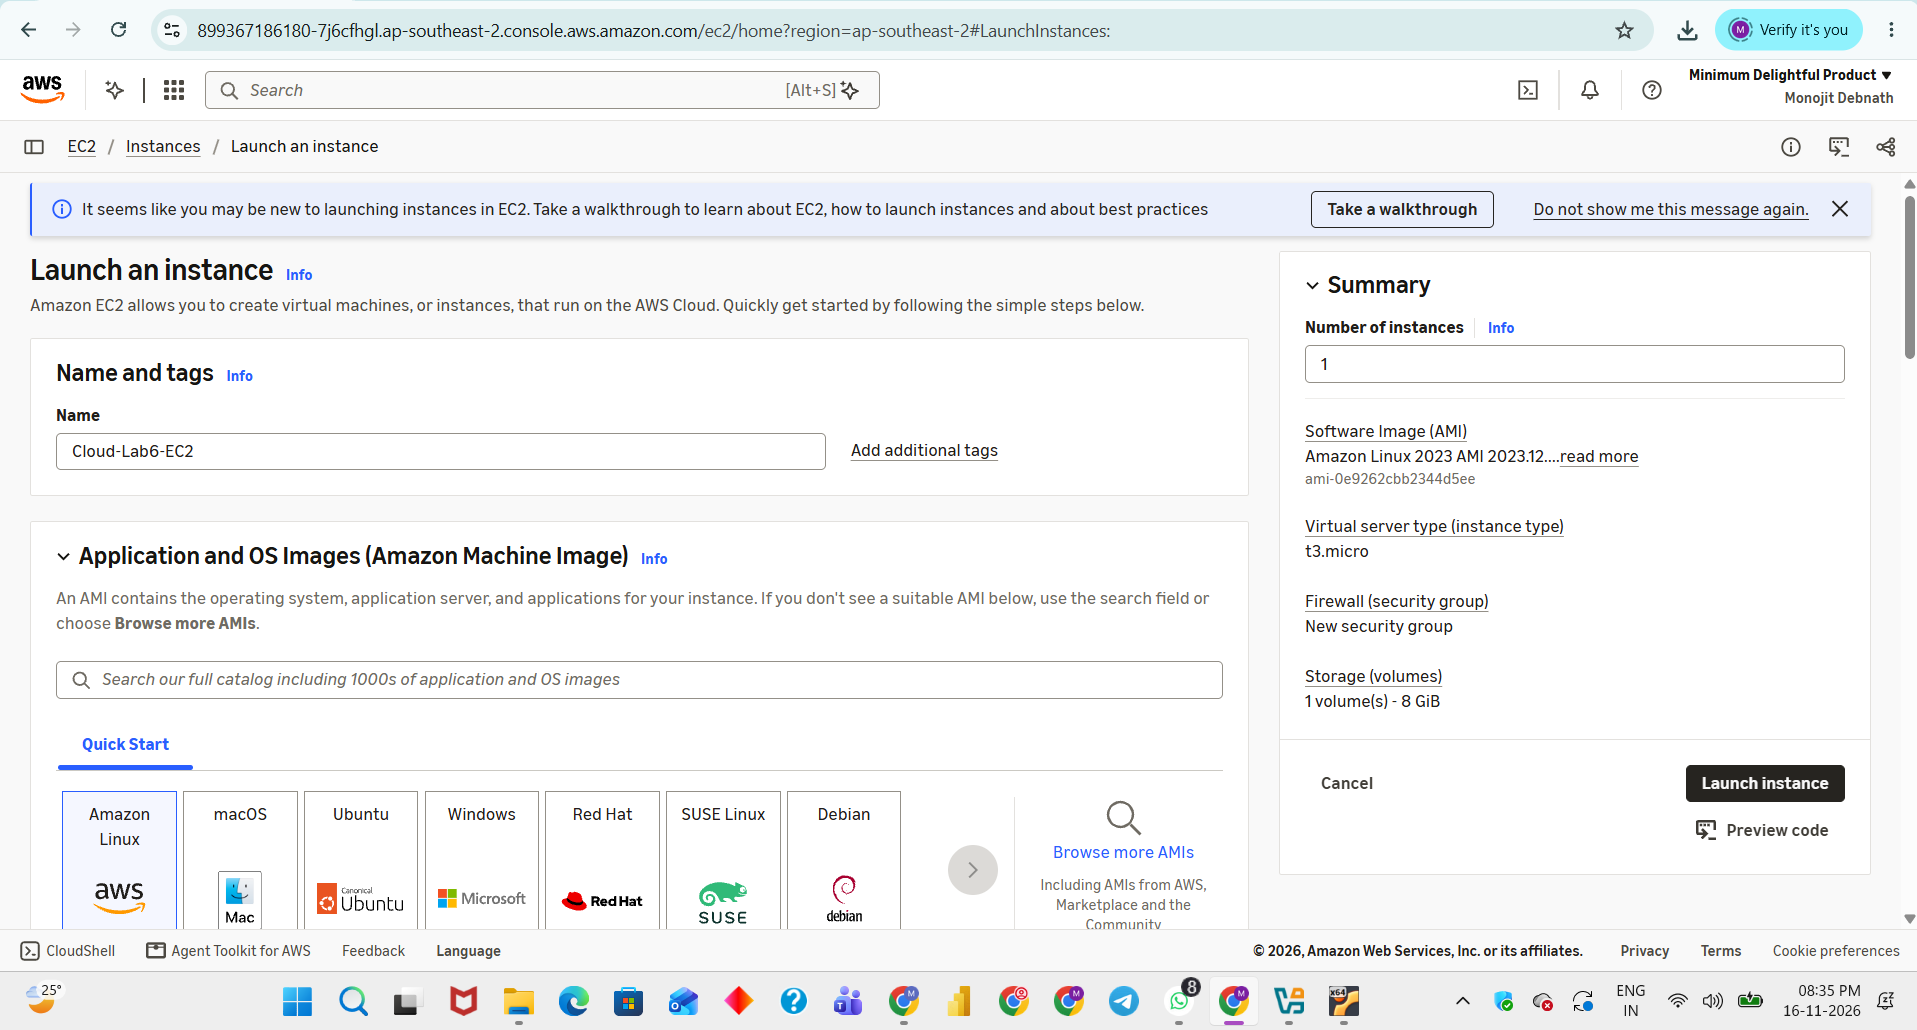 899367186180-7j6cfhgl.ap-southeast-2.console.aws.amazon.com/ec2/home?region=ap-southeast-2#LaunchInstances:
M Verify it's you
aws
Search [Alt+S]
Minimum Delightful Product
Monojit Debnath
EC2 / Instances / Launch an instance
It seems like you may be new to launching instances in EC2. Take a walkthrough to learn about EC2, how to launch instances and about best practices
Take a walkthrough
Do not show me this message again.
Launch an instance Info
Amazon EC2 allows you to create virtual machines, or instances, that run on the AWS Cloud. Quickly get started by following the simple steps below.
Name and tags Info
Name
Cloud-Lab6-EC2
Add additional tags
Application and OS Images (Amazon Machine Image) Info
An AMI contains the operating system, application server, and applications for your instance. If you don't see a suitable AMI below, use the search field or
choose Browse more AMIs.
Search our full catalog including 1000s of application and OS images
Quick Start
Amazon
Linux
aws
macOS
Mac
Ubuntu
Canonical
Ubuntu
Windows
Microsoft
Red Hat
Red Hat
SUSE Linux
SUSE
Debian
debian
Browse more AMIs
Including AMIs from AWS,
Marketplace and the
Community
Summary
Number of instances Info
1
Software Image (AMI)
Amazon Linux 2023 AMI 2023.12....read more
ami-0e9262cbb2344d5ee
Virtual server type (instance type)
t3.micro
Firewall (security group)
New security group
Storage (volumes)
1 volume(s) - 8 GiB
Cancel
Launch instance
Preview code
CloudShell
Agent Toolkit for AWS
Feedback
Language
© 2026, Amazon Web Services, Inc. or its affiliates.
Privacy
Terms
Cookie preferences
25°
8
x64
ENG
IN
08:35 PM
16-11-2026